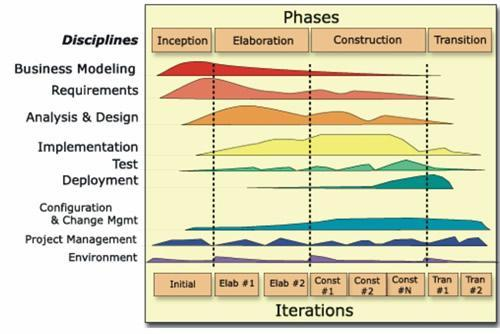 Phases
Disciplines
Inception
Elaboration
Construction
Transition
Business Modeling
Requirements
Analysis & Design
Implementation
Test
Deployment
Configuration
& Change Mgmt
Project Management
Environment
Initial
Elab #1
Elab #2
Const
#1
Const
#2
Const
#N
Tran
#1
Tran
#2
Iterations